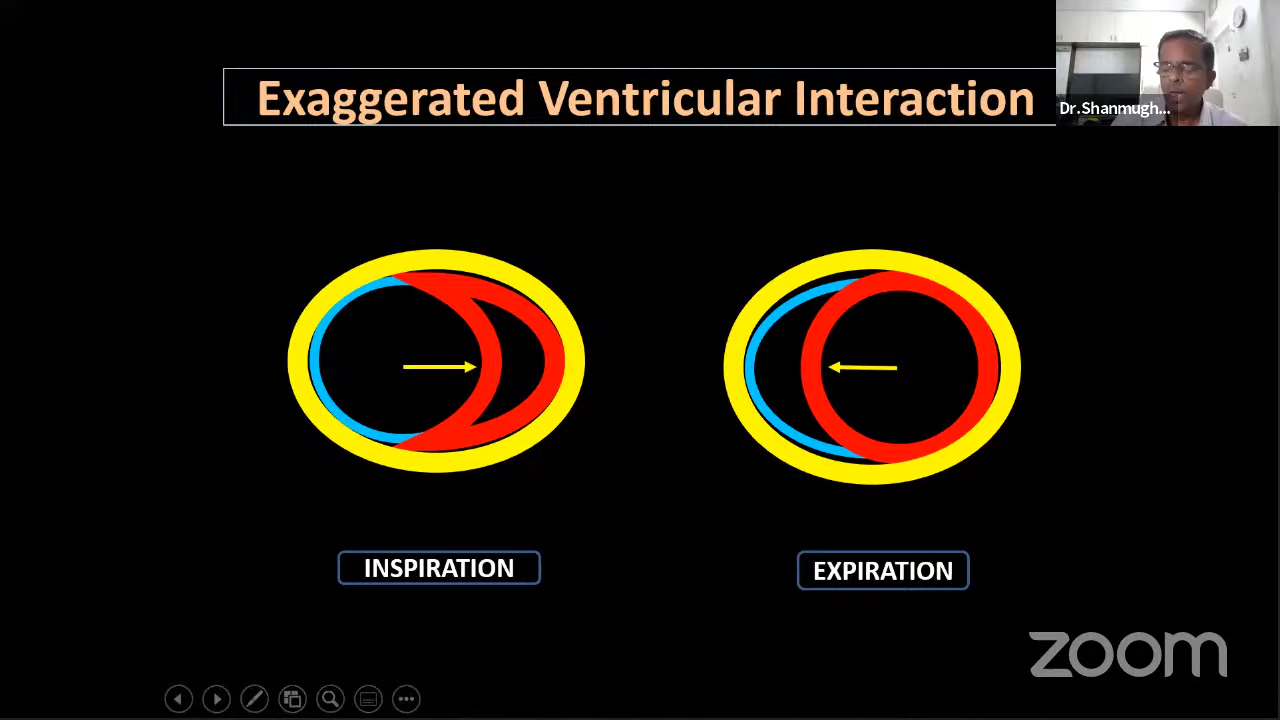 Exaggerated Ventricular Interaction
Dr.Shanmugh...
INSPIRATION
EXPIRATION
zoom